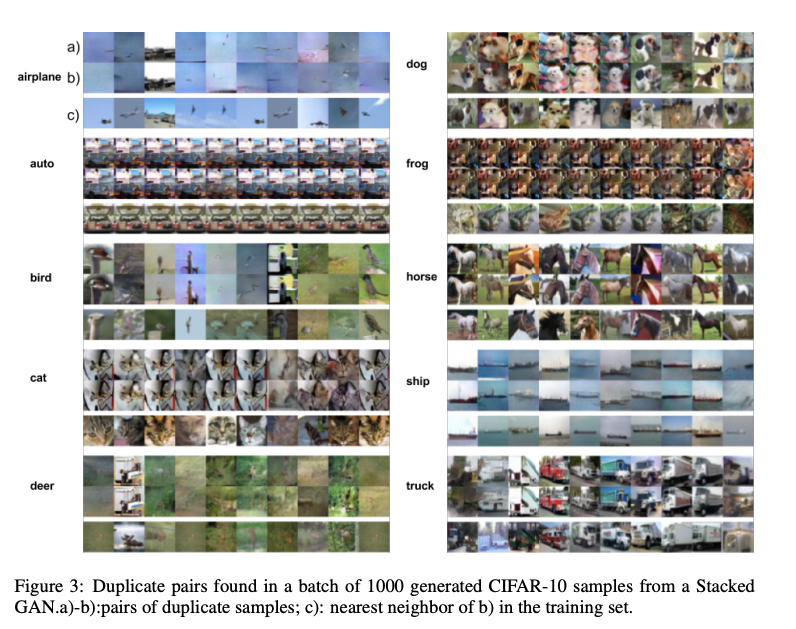 a)
airplane b)
c)
auto
bird
cat
deer
dog
frog
horse
ship
truck
Figure 3: Duplicate pairs found in a batch of 1000 generated CIFAR-10 samples from a Stacked
GAN.a)-b):pairs of duplicate samples; c): nearest neighbor of b) in the training set.